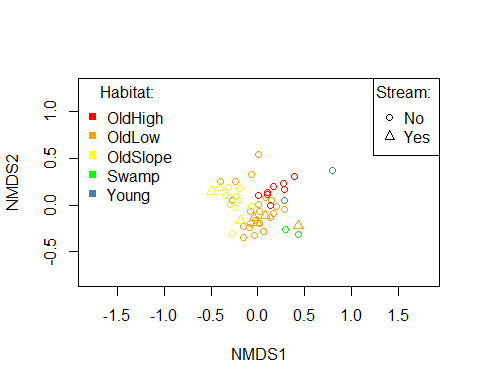 Habitat:
OldHigh
OldLow
OldSlope
Swamp
Young
Stream:
No
Yes
NMDS2
1.0
0.5
0.0
-0.5
-1.5
-1.0
-0.5
0.0
0.5
1.0
1.5
NMDS1